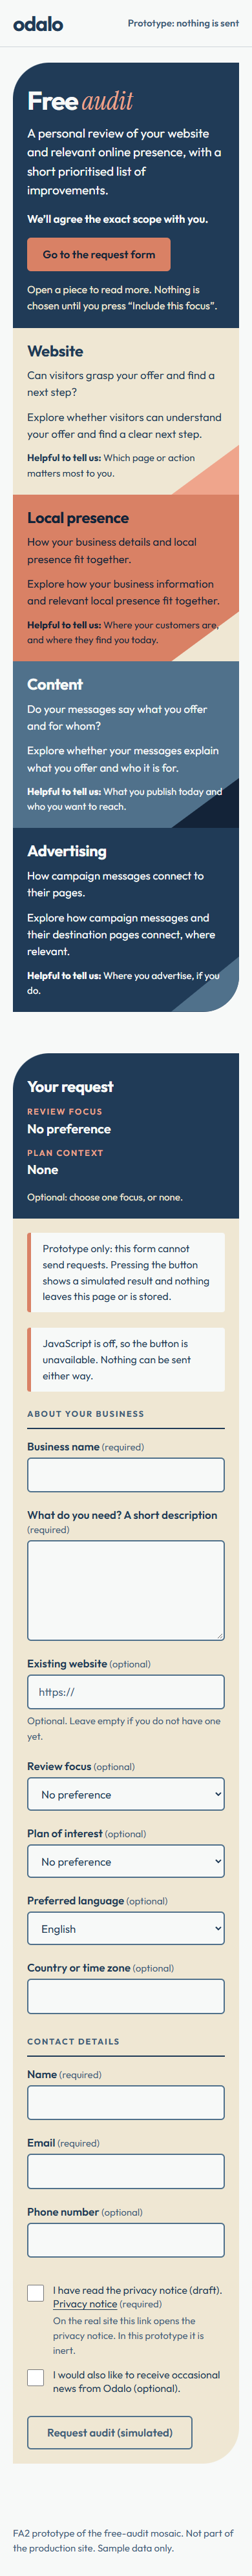 odalo
Prototype: nothing is sent
Free audit
A personal review of your website
and relevant online presence, with a
short prioritised list of
improvements.
We'll agree the exact scope with you.
Go to the request form
Open a piece to read more. Nothing is
chosen until you press “Include this focus”.
Website
Can visitors grasp your offer and find a
next step?
Explore whether visitors can understand
your offer and find a clear next step.
Helpful to tell us: Which page or action
matters most to you.
Local presence
How your business details and local
presence fit together.
Explore how your business information
and relevant local presence fit together.
Helpful to tell us: Where your customers are,
and where they find you today.
Content
Do your messages say what you offer
and for whom?
Explore whether your messages explain
what you offer and who it is for.
Helpful to tell us: What you publish today and
who you want to reach.
Advertising
How campaign messages connect to
their pages.
Explore how campaign messages and
their destination pages connect, where
relevant.
Helpful to tell us: Where you advertise, if you
do.
Your request
REVIEW FOCUS
No preference
PLAN CONTEXT
None
Optional: choose one focus, or none.
Prototype only: this form cannot
send requests. Pressing the button
shows a simulated result and nothing
leaves this page or is stored.
JavaScript is off, so the button is
unavailable. Nothing can be sent
either way.
ABOUT YOUR BUSINESS
Business name (required)
What do you need? A short description
(required)
Existing website (optional)
https://
Optional. Leave empty if you do not have one
yet.
Review focus (optional)
No preference
Plan of interest (optional)
No preference
Preferred language (optional)
English
Country or time zone (optional)
CONTACT DETAILS
Name (required)
Email (required)
Phone number (optional)
I have read the privacy notice (draft).
Privacy notice (required)
On the real site this link opens the
privacy notice. In this prototype it is
inert.
I would also like to receive occasional
news from Odalo (optional).
Request audit (simulated)
FA2 prototype of the free-audit mosaic. Not part of
the production site. Sample data only.